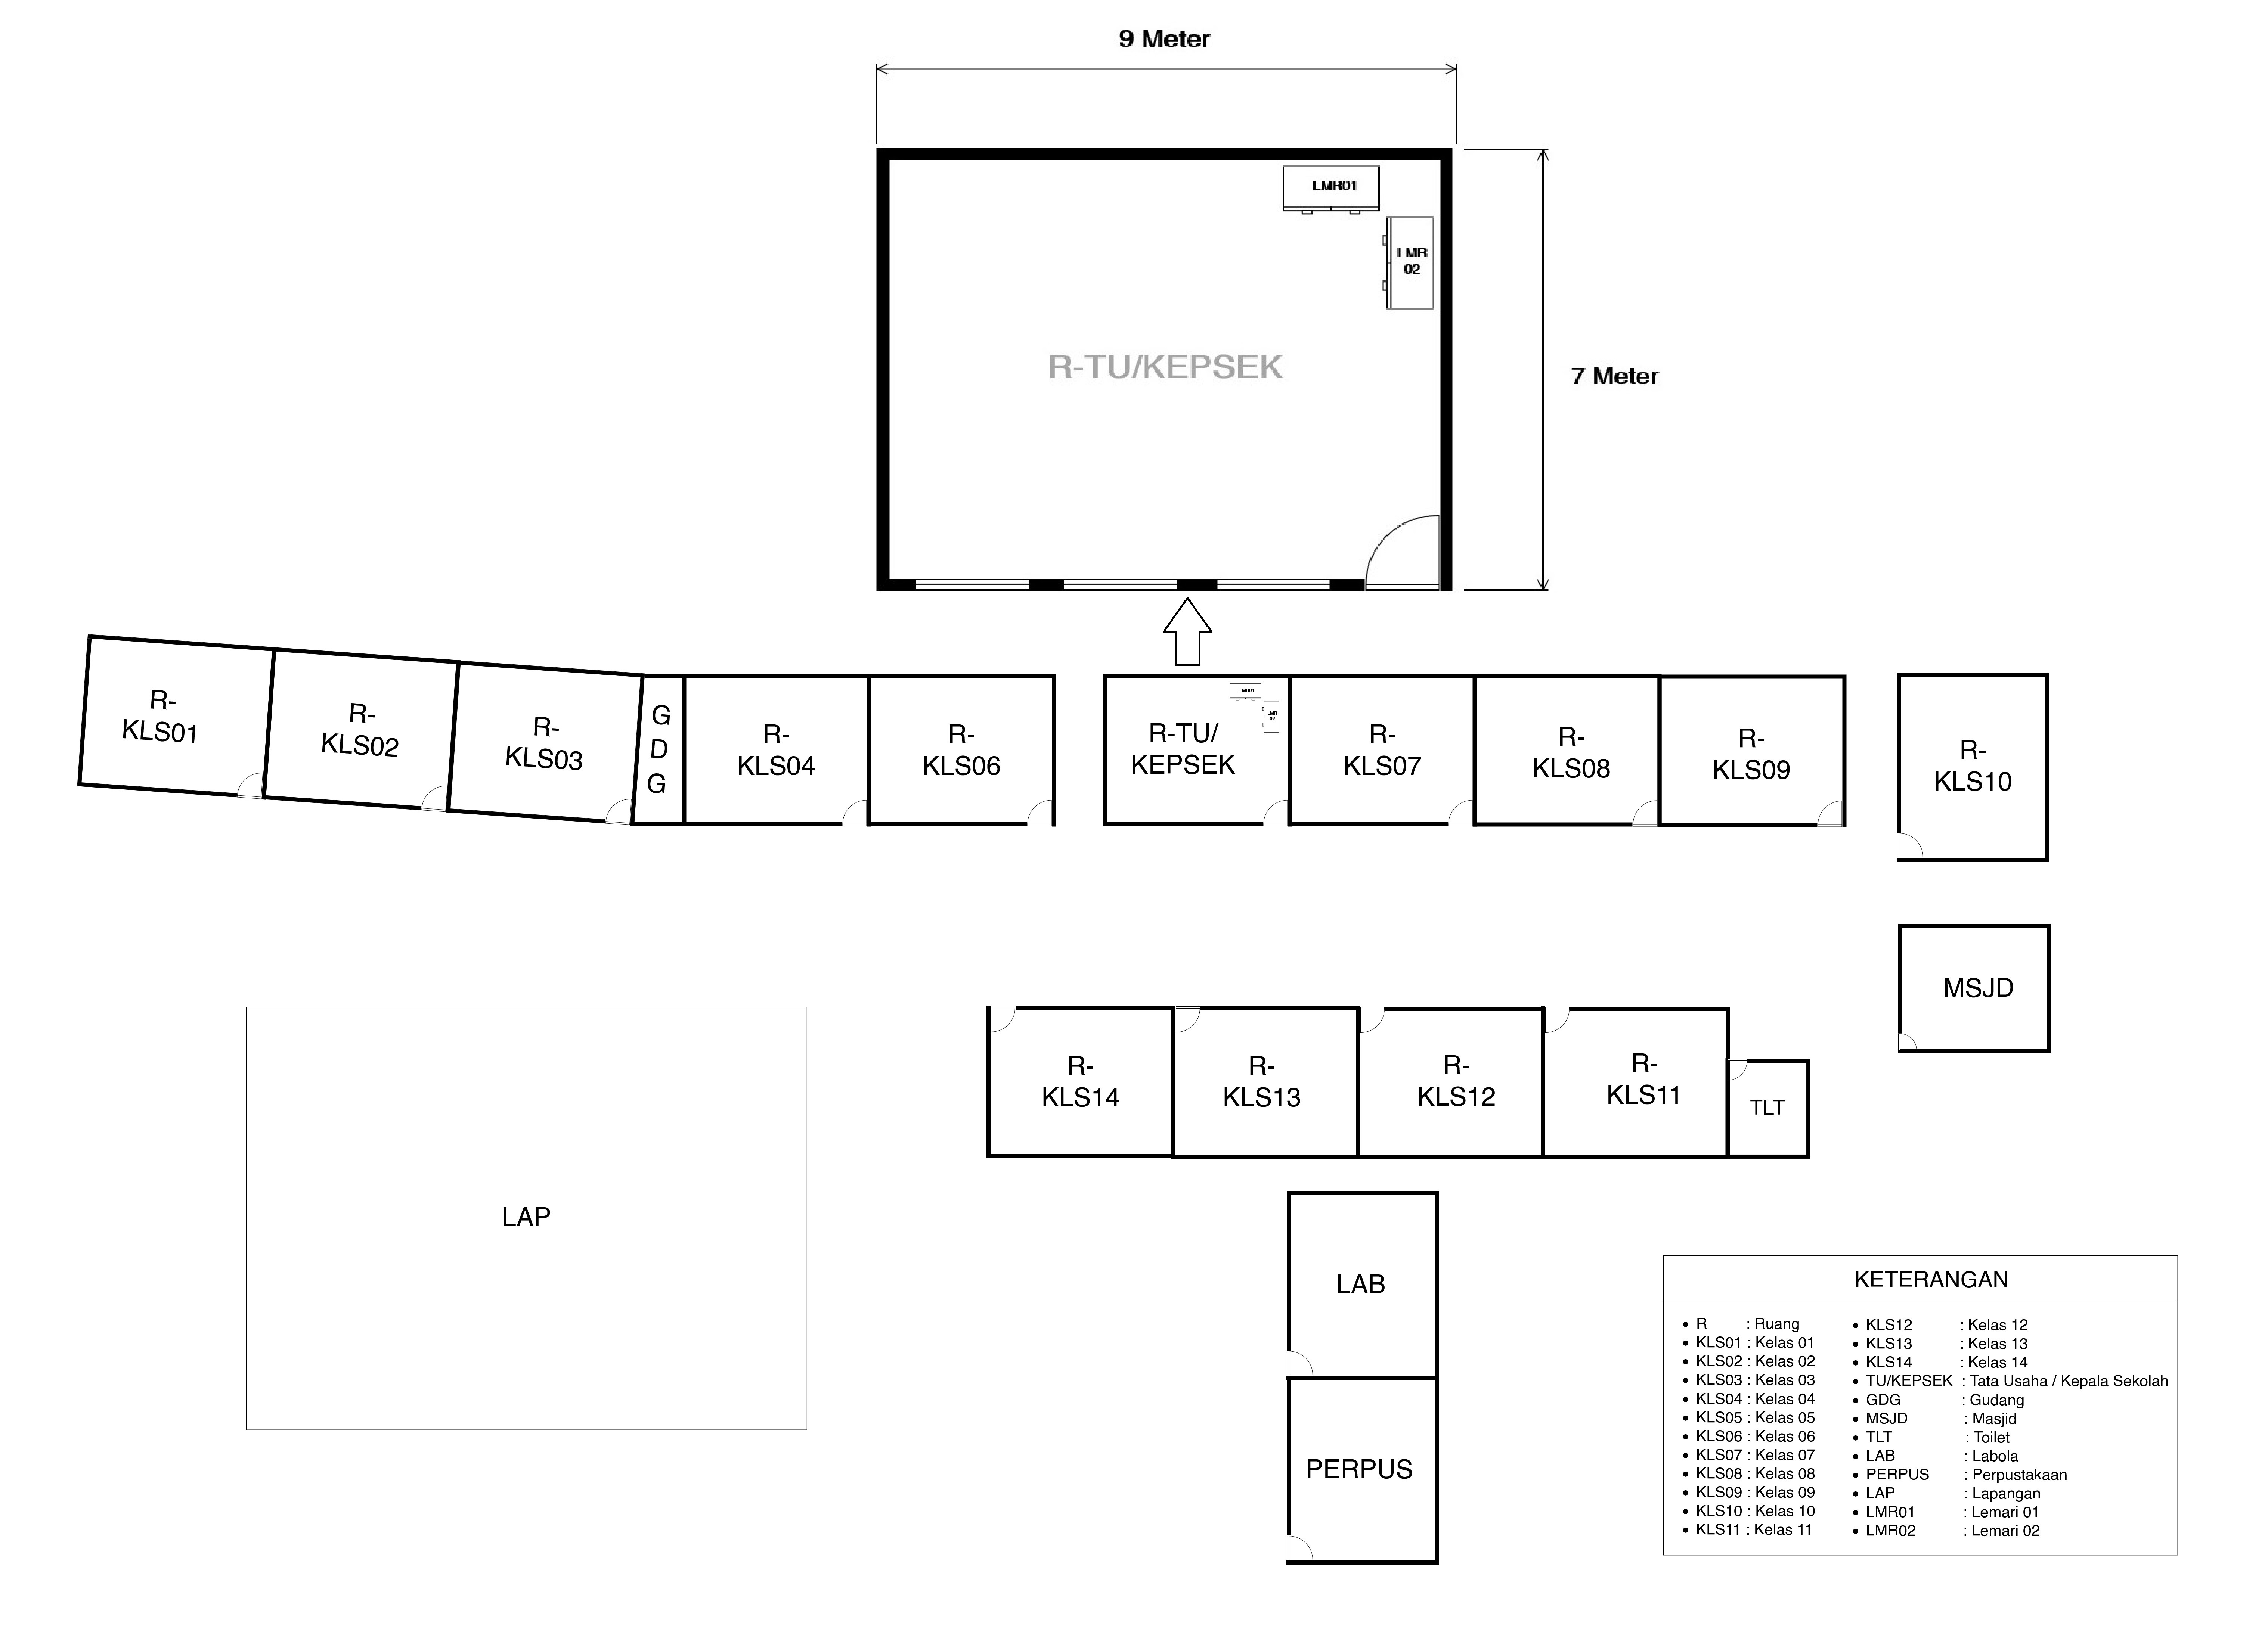 9 Meter
LMR01
LMR
02
R-TU/KEPSEK
7 Meter
R-
KLS01
R-
KLS02
R-
KLS03
G
D
G
R-
KLS04
R-
KLS06
R-TU/
KEPSEK
LMR01
LMR
02
R-
KLS07
R-
KLS08
R-
KLS09
R-
KLS10
MSJD
R-
KLS14
R-
KLS13
R-
KLS12
R-
KLS11
TLT
LAP
LAB
PERPUS
KETERANGAN
• R : Ruang
• KLS01 : Kelas 01
• KLS02 : Kelas 02
• KLS03 : Kelas 03
• KLS04 : Kelas 04
• KLS05 : Kelas 05
• KLS06 : Kelas 06
• KLS07 : Kelas 07
• KLS08 : Kelas 08
• KLS09 : Kelas 09
• KLS10 : Kelas 10
• KLS11 : Kelas 11
• KLS12 : Kelas 12
• KLS13 : Kelas 13
• KLS14 : Kelas 14
• TU/KEPSEK : Tata Usaha / Kepala Sekolah
• GDG : Gudang
• MSJD : Masjid
• TLT : Toilet
• LAB : Labola
• PERPUS : Perpustakaan
• LAP : Lapangan
• LMR01 : Lemari 01
• LMR02 : Lemari 02